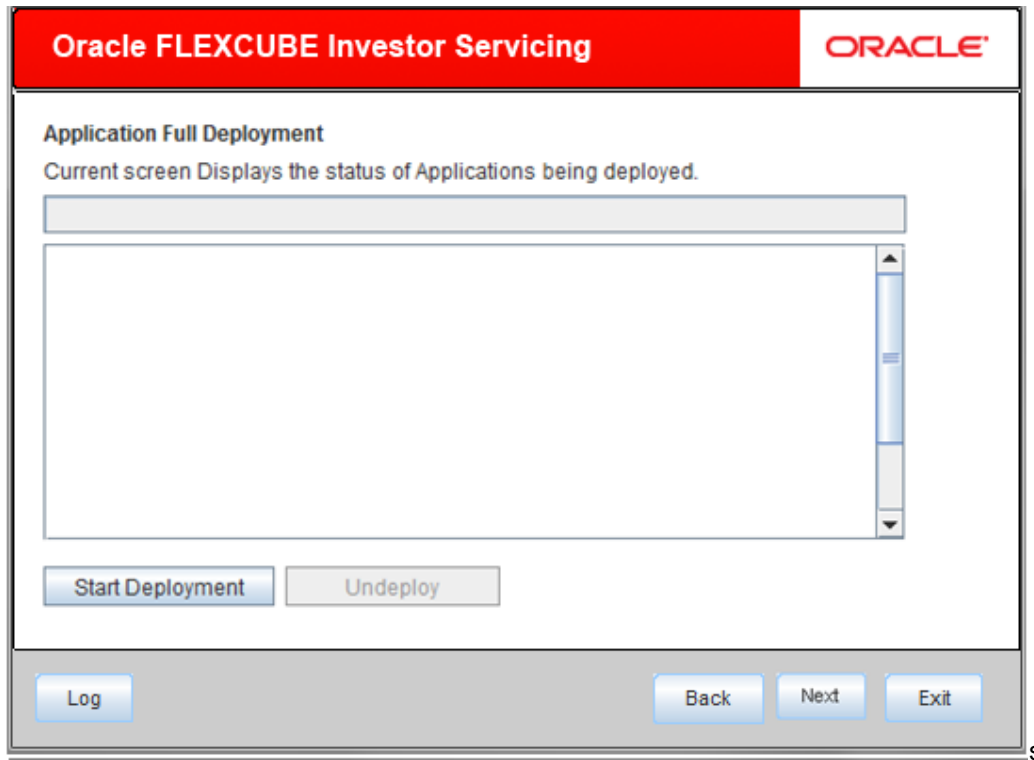 Oracle FLEXCUBE Investor Servicing
ORACLE
Application Full Deployment
Current screen Displays the status of Applications being deployed.
Start Deployment
Undeploy
Log
Back
Next
Exit